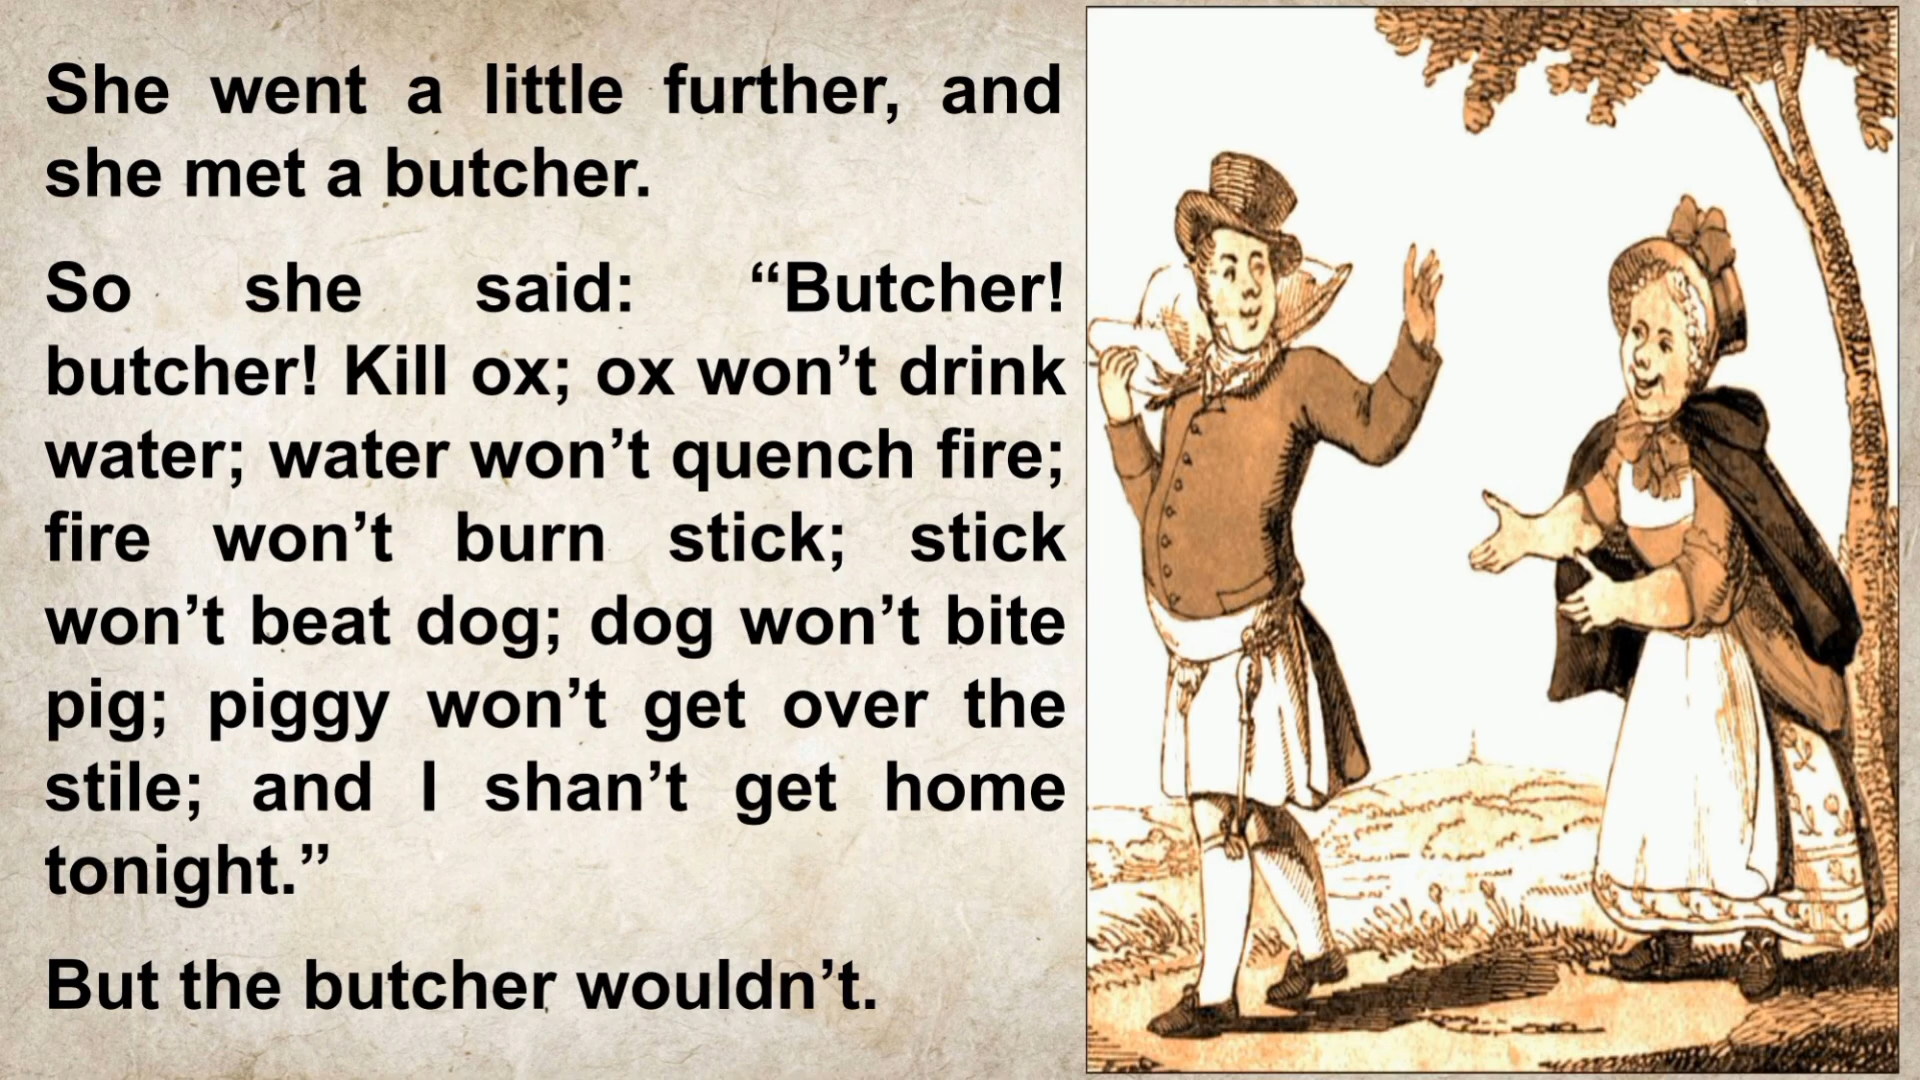 She went a little further, and
she met a butcher.
So she said: “Butcher!
butcher! Kill ox; ox won’t drink
water; water won’t quench fire;
fire won’t burn stick; stick
won’t beat dog; dog won’t bite
pig; piggy won’t get over the
stile; and I shan’t get home
tonight.”
But the butcher wouldn’t.